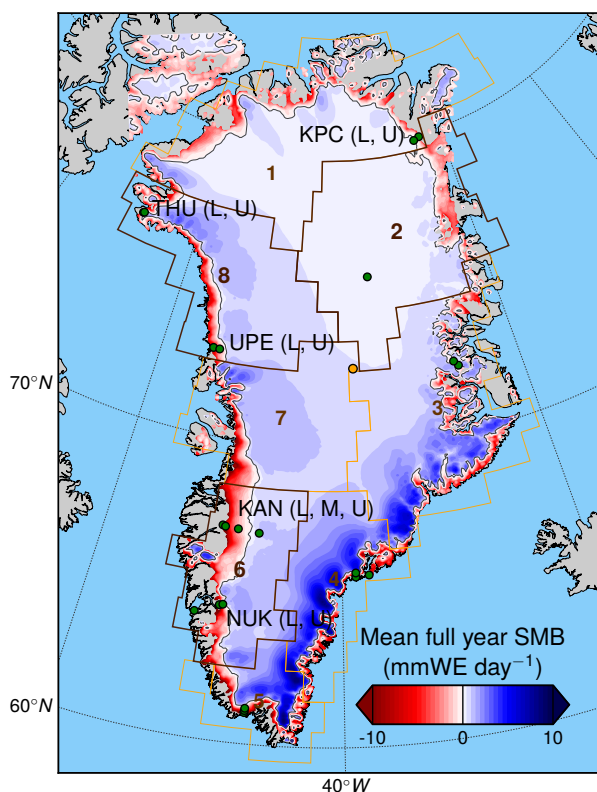 KPC (L, U)
1
THU (L, U)
2
8
UPE (L, U)
70°N
3
7
KAN (L, M, U)
6
4
NUK (L, U)
Mean full year SMB
(mmWE day⁻¹)
5
60°N
-10
0
10
40°W